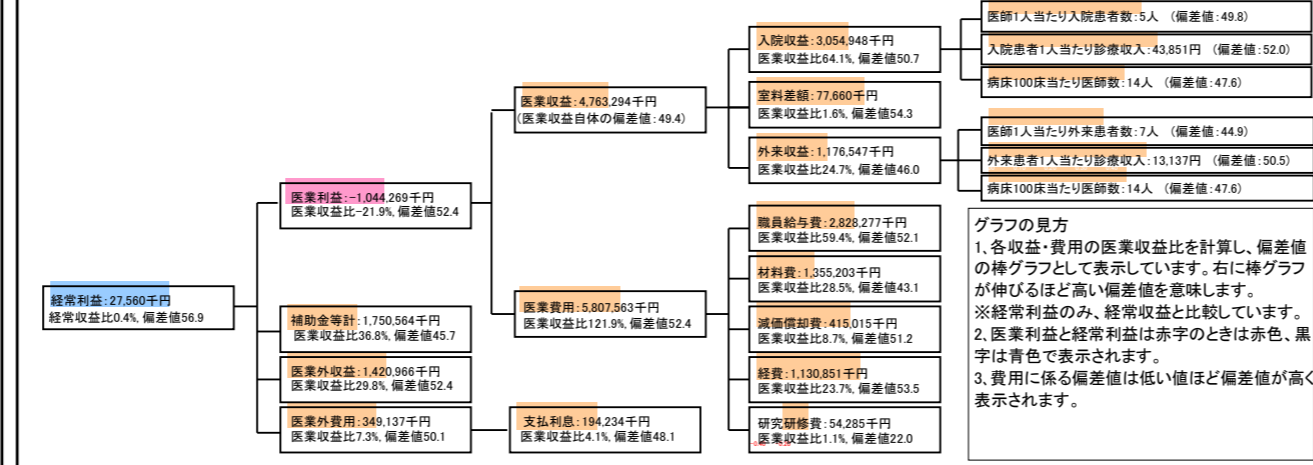 経常利益:27,560千円
経常収益比0.4%, 偏差値56.9
医業利益:-1,044,269千円
医業収益比-21.9%, 偏差値52.4
補助金等計:1,750,564千円
医業収益比36.8%, 偏差値45.7
医業外収益:1,420,966千円
医業収益比29.8%, 偏差値52.4
医業外費用:349,137千円
医業収益比7.3%, 偏差値50.1
医業収益:4,763,294千円
(医業収益自体の偏差値:49.4)
医業費用:5,807,563千円
医業収益比121.9%, 偏差値52.4
支払利息:194,234千円
医業収益比4.1%, 偏差値48.1
入院収益:3,054,948千円
医業収益比64.1%, 偏差値50.7
室料差額:77,660千円
医業収益比1.6%, 偏差値54.3
外来収益:1,176,547千円
医業収益比24.7%, 偏差値46.0
職員給与費:2,828,277千円
医業収益比59.4%, 偏差値52.1
材料費:1,355,203千円
医業収益比28.5%, 偏差値43.1
減価償却費:415,015千円
医業収益比8.7%, 偏差値51.2
経費:1,130,851千円
医業収益比23.7%, 偏差値53.5
研究研修費:54,285千円
医業収益比1.1%, 偏差値22.0
医師1人当たり入院患者数:5人 (偏差値:49.8)
入院患者1人当たり診療収入:43,851円 (偏差値:52.0)
病床100床当たり医師数:14人 (偏差値:47.6)
医師1人当たり外来患者数:7人 (偏差値:44.9)
外来患者1人当たり診療収入:13,137円 (偏差値:50.5)
病床100床当たり医師数:14人 (偏差値:47.6)
グラフの見方
1、各収益・費用の医業収益比を計算し、偏差値
の棒グラフとして表示しています。右に棒グラフ
が伸びるほど高い偏差値を意味します。
※経常利益のみ、経常収益と比較しています。
2、医業利益と経常利益は赤字のときは赤色、黒
字は青色で表示されます。
3、費用に係る偏差値は低い値ほど偏差値が高く
表示されます。